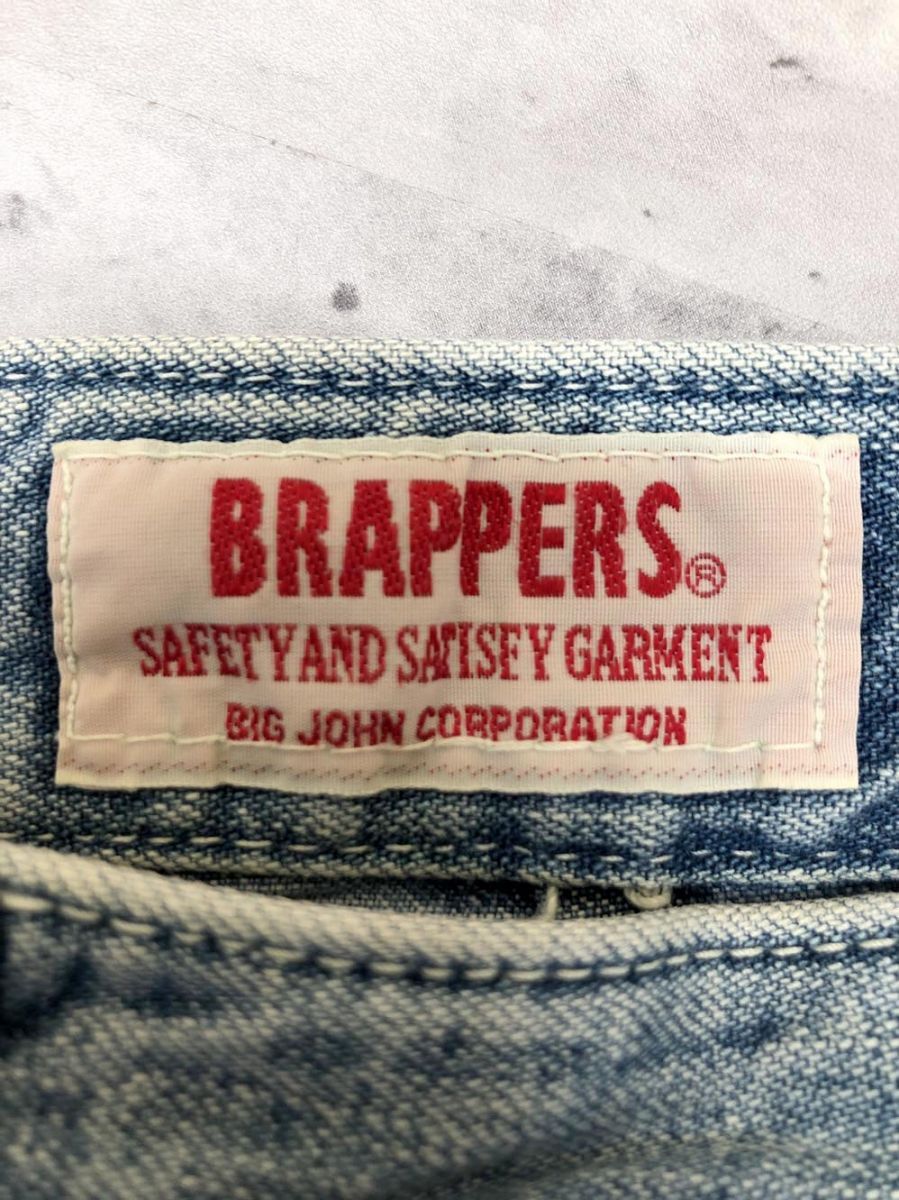 BRAPPERS®
SAFETY AND SATISFY GARMENT
BIG JOHN CORPORATION